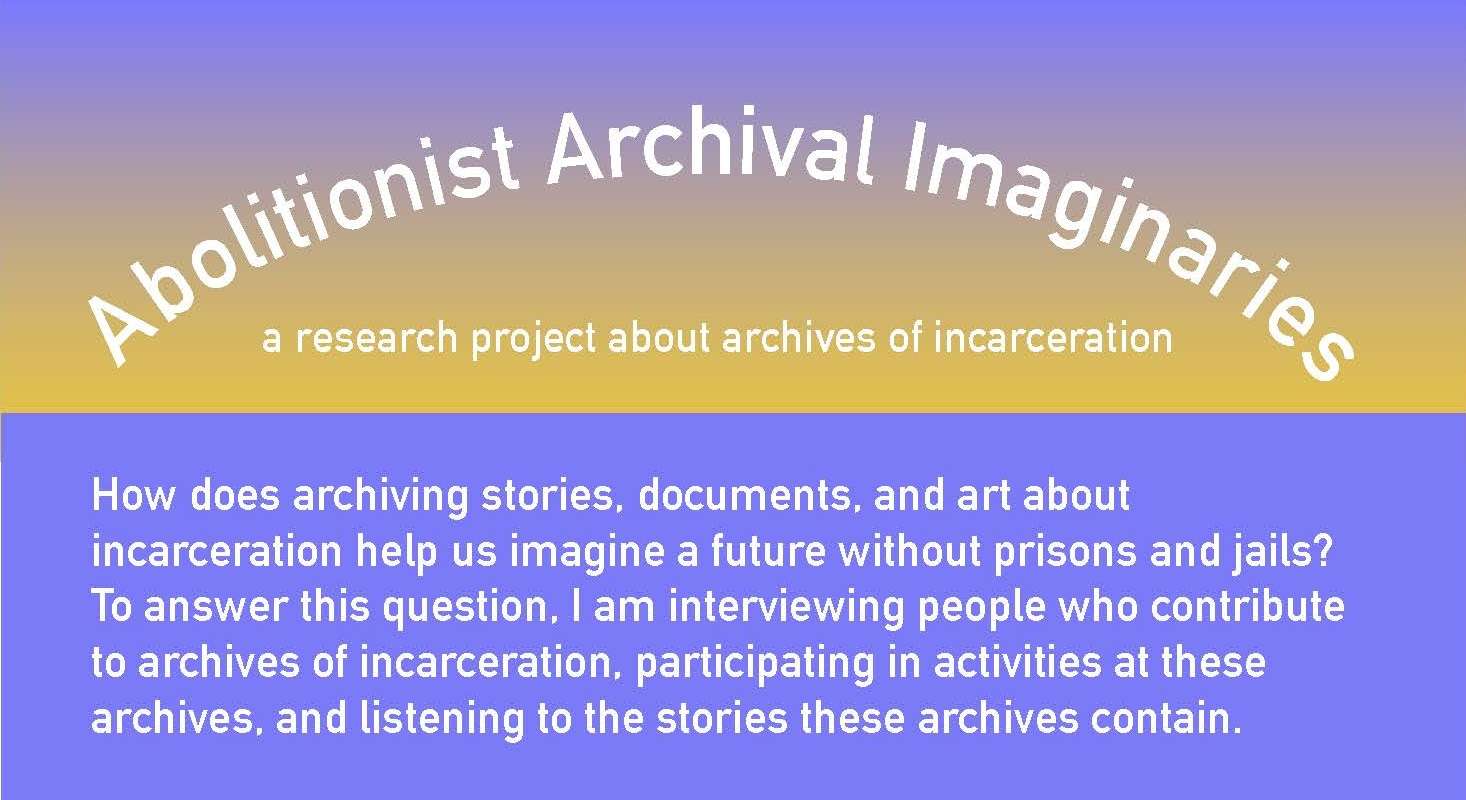 Abolitionist Archival Imaginaries
a research project about archives of incarceration
How does archiving stories, documents, and art about
incarceration help us imagine a future without prisons and jails?
To answer this question, I am interviewing people who contribute
to archives of incarceration, participating in activities at these
archives, and listening to the stories these archives contain.